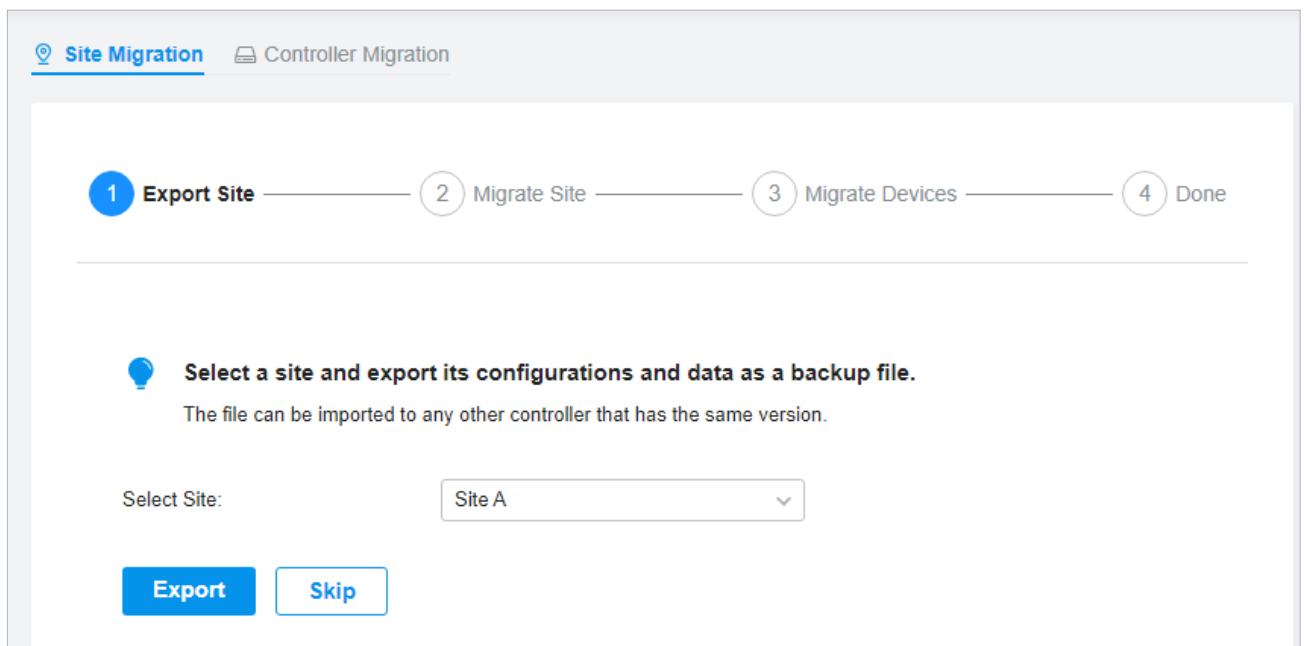 Site Migration Controller Migration
1 Export Site 2 Migrate Site 3 Migrate Devices 4 Done
Select a site and export its configurations and data as a backup file.
The file can be imported to any other controller that has the same version.
Select Site: Site A
Export Skip